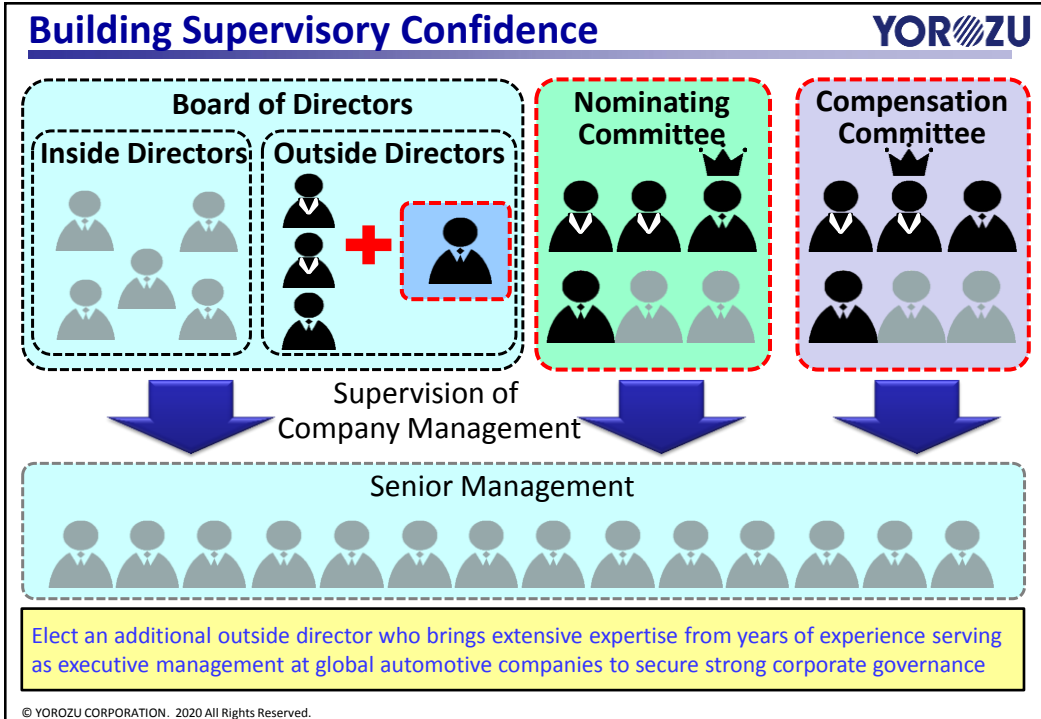 Building Supervisory Confidence
YOROZU
Board of Directors
Inside Directors
Outside Directors
Nominating
Committee
Compensation
Committee
Supervision of
Company Management
Senior Management
Elect an additional outside director who brings extensive expertise from years of experience serving
as executive management at global automotive companies to secure strong corporate governance
© YOROZU CORPORATION. 2020 All Rights Reserved.